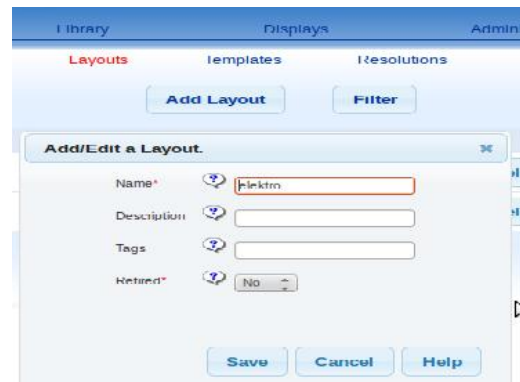 Library Displays Admin
Layouts Templates Resolutions
Add Layout Filter
Add/Edit a Layout.
Name* elektro
Description
Tags
Retired* No
Save Cancel Help